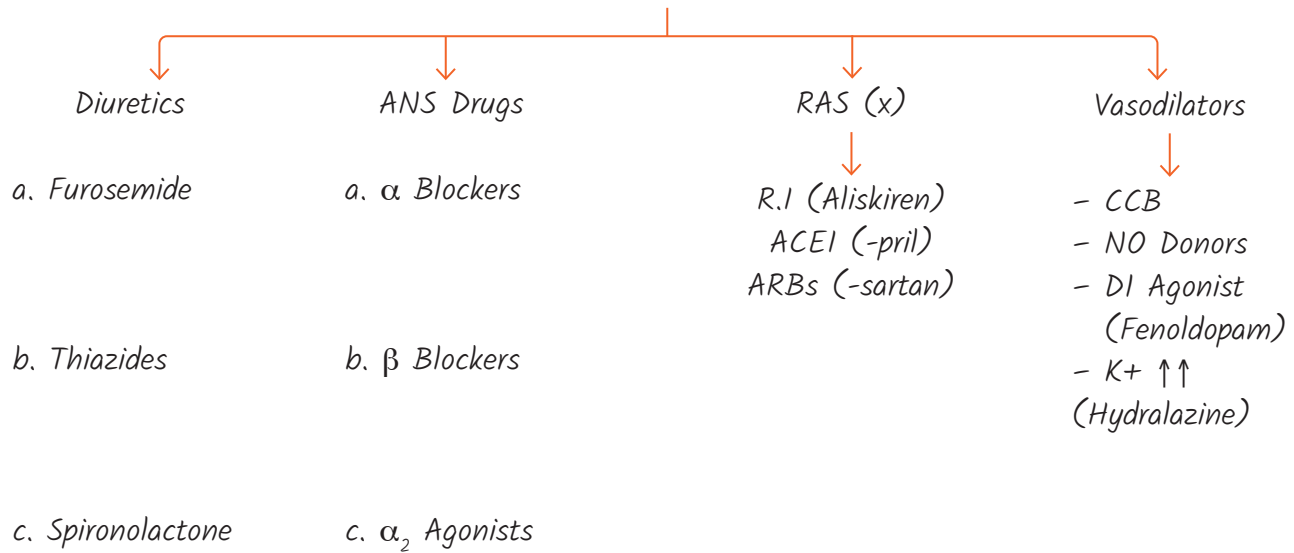 Diuretics
ANS Drugs
RAS (x)
Vasodilators
a. Furosemide
b. Thiazides
c. Spironolactone
a. α Blockers
b. β Blockers
c. α₂ Agonists
R.I (Aliskiren)
ACEI (-pril)
ARBs (-sartan)
– CCB
– NO Donors
– D1 Agonist
(Fenoldopam)
– K+ ↑↑
(Hydralazine)